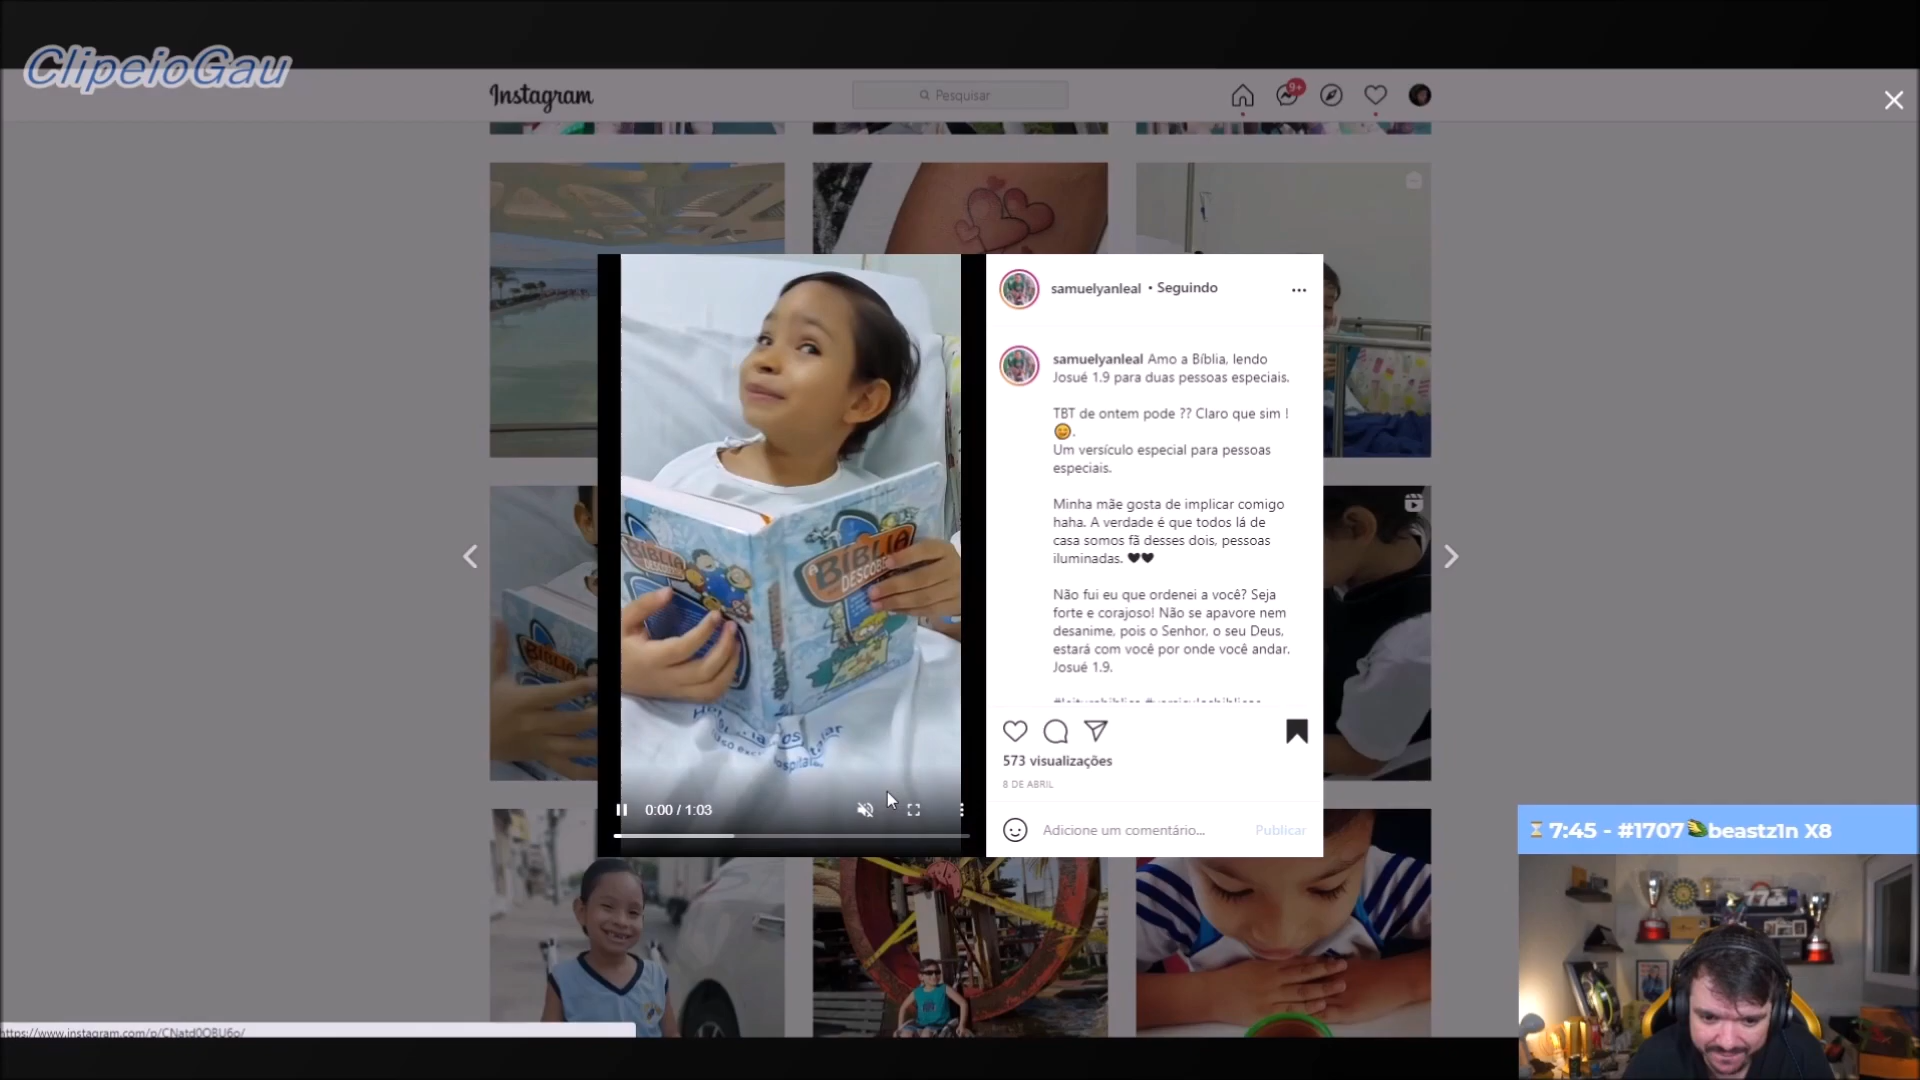 ClipeioGau
Instagram
Pesquisar
9+
samuelyanleal • Seguindo
samuelyanleal Amo a Bíblia, lendo
Josué 1.9 para duas pessoas especiais.
TBT de ontem pode ?? Claro que sim !
😊.
Um versículo especial para pessoas
especiais.
Minha mãe gosta de implicar comigo
haha. A verdade é que todos lá de
casa somos fã desses dois, pessoas
iluminadas. 🖤🖤
Não fui eu que ordenei a você? Seja
forte e corajoso! Não se apavore nem
desanime, pois o Senhor, o seu Deus,
estará com você por onde você andar.
Josué 1.9.
573 visualizações
8 DE ABRIL
Adicione um comentário... Publicar
A BÍBLIA
0:00 / 1:03
⏳ 7:45 - #1707 beastz1n X8
https://www.instagram.com/p/CNatd0OBU6o/